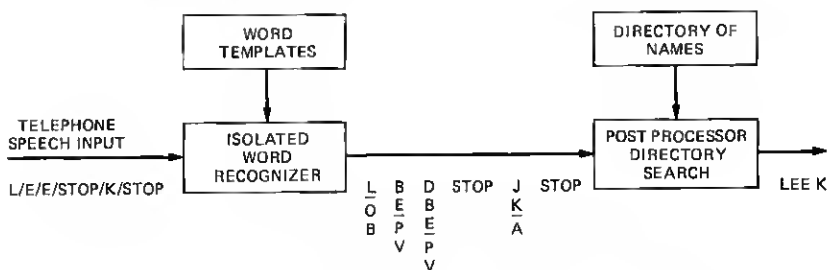 WORD
TEMPLATES
DIRECTORY OF
NAMES
TELEPHONE
SPEECH INPUT
ISOLATED
WORD
RECOGNIZER
POST PROCESSOR
DIRECTORY
SEARCH
L/E/E/STOP/K/STOP
L B D STOP J STOP
O E B K
B P E A
V P
V
LEE K